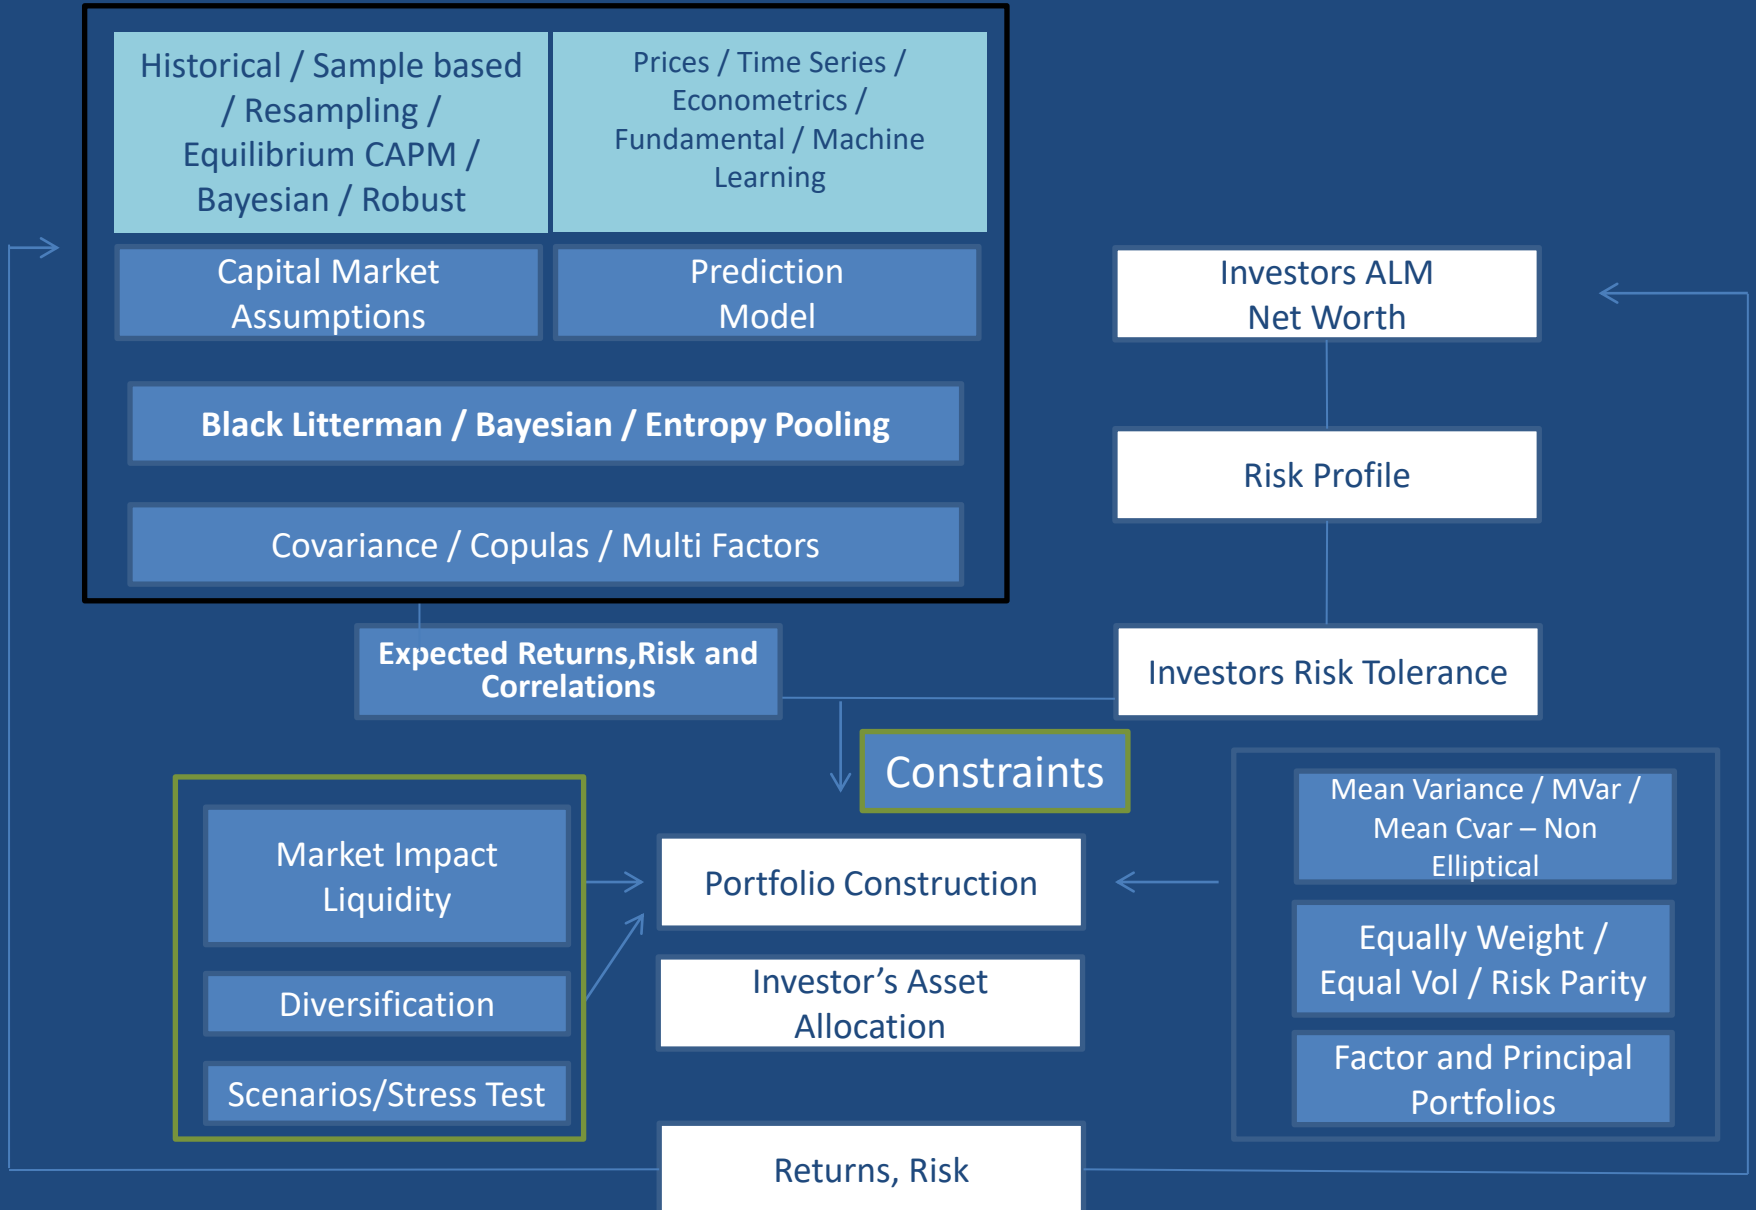 Historical / Sample based
/ Resampling /
Equilibrium CAPM /
Bayesian / Robust
Prices / Time Series /
Econometrics /
Fundamental / Machine
Learning
Capital Market
Assumptions
Prediction
Model
Investors ALM
Net Worth
Black Litterman / Bayesian / Entropy Pooling
Risk Profile
Covariance / Copulas / Multi Factors
Expected Returns,Risk and
Correlations
Investors Risk Tolerance
Constraints
Market Impact
Liquidity
Diversification
Scenarios/Stress Test
Portfolio Construction
Investor’s Asset
Allocation
Mean Variance / MVar /
Mean Cvar – Non
Elliptical
Equally Weight /
Equal Vol / Risk Parity
Factor and Principal
Portfolios
Returns, Risk